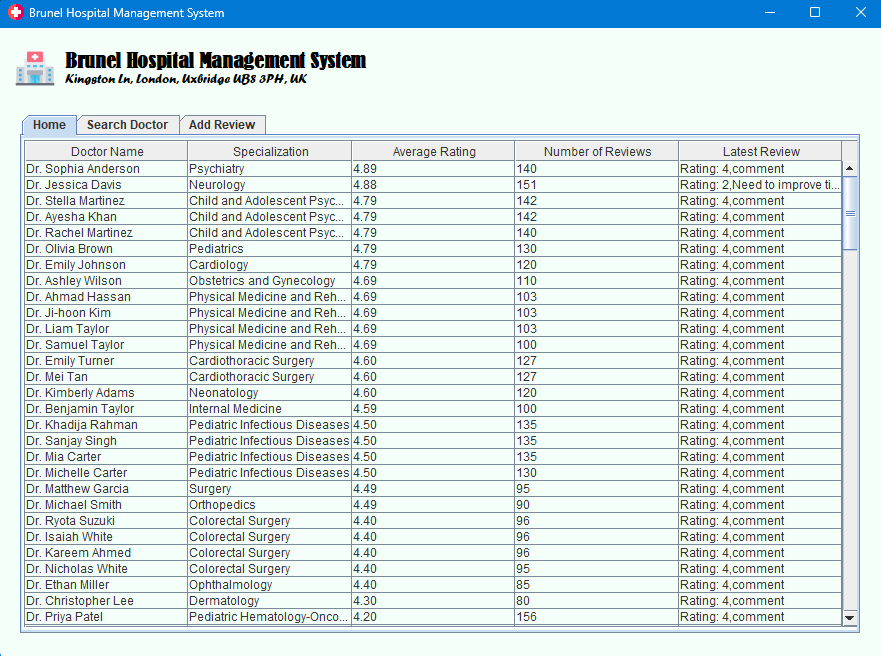 Brunel Hospital Management System
Brunel Hospital Management System
Kingston Ln, London, Uxbridge UB8 3PH, UK
Home Search Doctor Add Review
Doctor Name Specialization Average Rating Number of Reviews Latest Review
Dr. Sophia Anderson Psychiatry 4.89 140 Rating: 4,comment
Dr. Jessica Davis Neurology 4.88 151 Rating: 2,Need to improve ti...
Dr. Stella Martinez Child and Adolescent Psyc... 4.79 142 Rating: 4,comment
Dr. Ayesha Khan Child and Adolescent Psyc... 4.79 142 Rating: 4,comment
Dr. Rachel Martinez Child and Adolescent Psyc... 4.79 140 Rating: 4,comment
Dr. Olivia Brown Pediatrics 4.79 130 Rating: 4,comment
Dr. Emily Johnson Cardiology 4.79 120 Rating: 4,comment
Dr. Ashley Wilson Obstetrics and Gynecology 4.69 110 Rating: 4,comment
Dr. Ahmad Hassan Physical Medicine and Reh... 4.69 103 Rating: 4,comment
Dr. Ji-hoon Kim Physical Medicine and Reh... 4.69 103 Rating: 4,comment
Dr. Liam Taylor Physical Medicine and Reh... 4.69 103 Rating: 4,comment
Dr. Samuel Taylor Physical Medicine and Reh... 4.69 100 Rating: 4,comment
Dr. Emily Turner Cardiothoracic Surgery 4.60 127 Rating: 4,comment
Dr. Mei Tan Cardiothoracic Surgery 4.60 127 Rating: 4,comment
Dr. Kimberly Adams Neonatology 4.60 120 Rating: 4,comment
Dr. Benjamin Taylor Internal Medicine 4.59 100 Rating: 4,comment
Dr. Khadija Rahman Pediatric Infectious Diseases 4.50 135 Rating: 4,comment
Dr. Sanjay Singh Pediatric Infectious Diseases 4.50 135 Rating: 4,comment
Dr. Mia Carter Pediatric Infectious Diseases 4.50 135 Rating: 4,comment
Dr. Michelle Carter Pediatric Infectious Diseases 4.50 130 Rating: 4,comment
Dr. Matthew Garcia Surgery 4.49 95 Rating: 4,comment
Dr. Michael Smith Orthopedics 4.49 90 Rating: 4,comment
Dr. Ryota Suzuki Colorectal Surgery 4.40 96 Rating: 4,comment
Dr. Isaiah White Colorectal Surgery 4.40 96 Rating: 4,comment
Dr. Kareem Ahmed Colorectal Surgery 4.40 96 Rating: 4,comment
Dr. Nicholas White Colorectal Surgery 4.40 95 Rating: 4,comment
Dr. Ethan Miller Ophthalmology 4.40 85 Rating: 4,comment
Dr. Christopher Lee Dermatology 4.30 80 Rating: 4,comment
Dr. Priya Patel Pediatric Hematology-Onco... 4.20 156 Rating: 4,comment